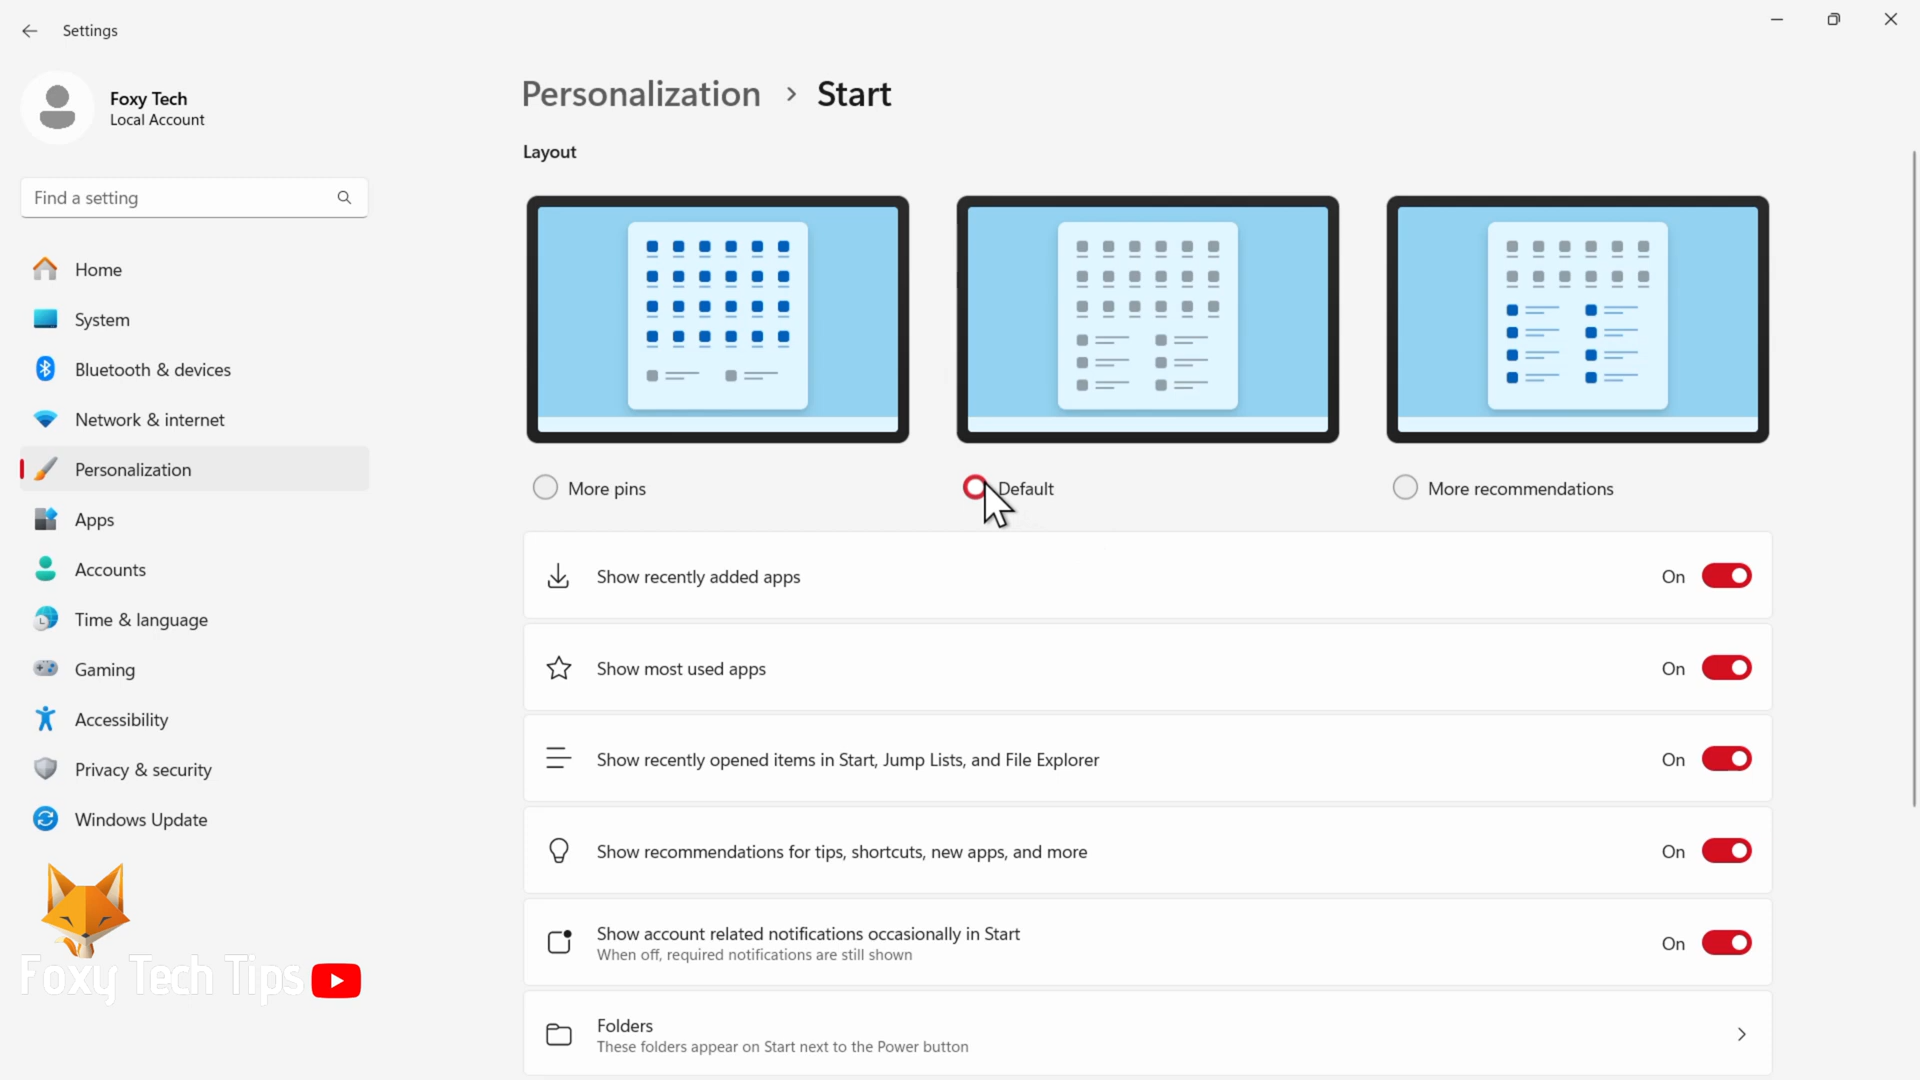 Settings
Foxy Tech
Local Account
Find a setting
Home
System
Bluetooth & devices
Network & internet
Personalization
Apps
Accounts
Time & language
Gaming
Accessibility
Privacy & security
Windows Update
Foxy Tech Tips
Personalization > Start
Layout
More pins
Default
More recommendations
Show recently added apps
On
Show most used apps
On
Show recently opened items in Start, Jump Lists, and File Explorer
On
Show recommendations for tips, shortcuts, new apps, and more
On
Show account related notifications occasionally in Start
When off, required notifications are still shown
On
Folders
These folders appear on Start next to the Power button